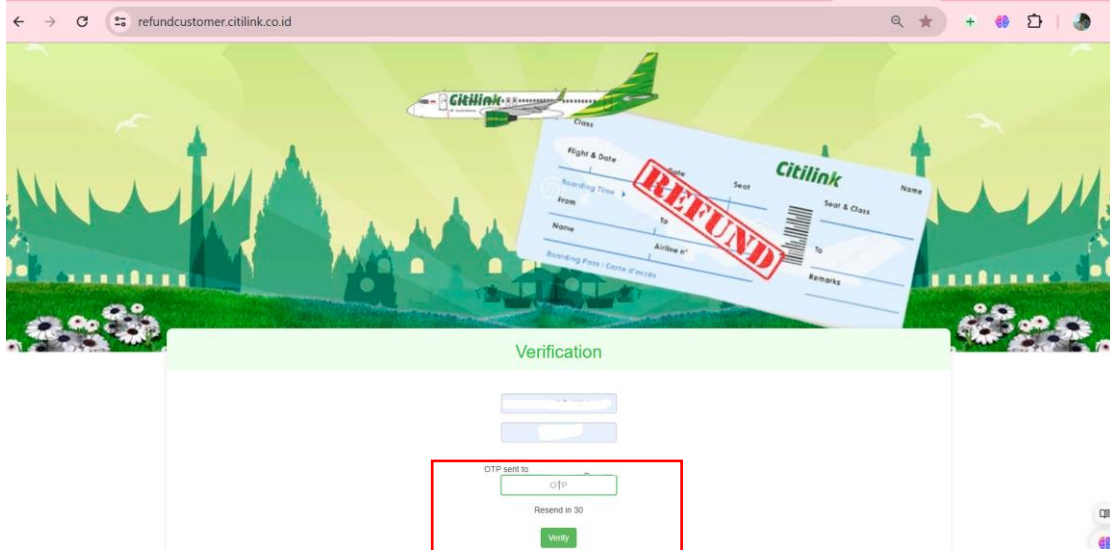 refundcustomer.citilink.co.id
Citilink
Class
Flight & Date
Gate
Seat
Citilink
Name
Boarding Time
REFUND
Seat & Class
From
To
To
Name
Airline n°
Remarks
Boarding Pass : Carte d'accès
Verification
OTP sent to
OTP
Resend in 30
Verify